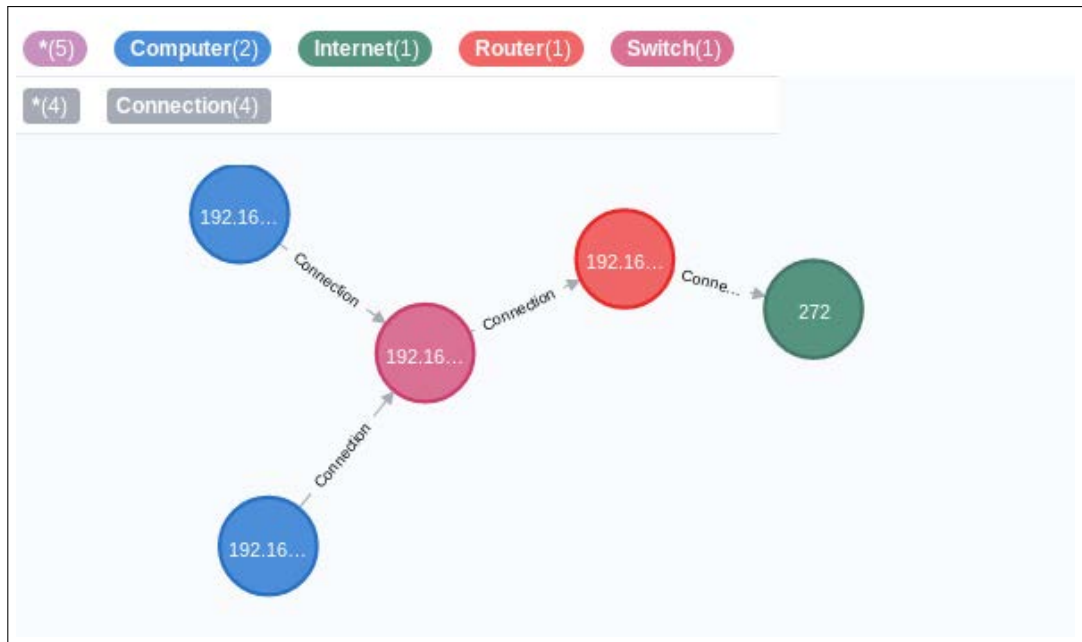 *(5) Computer(2) Internet(1) Router(1) Switch(1)
*(4) Connection(4)
192.16...
Connection
192.16...
Connection
192.16...
Conne...
272
Connection
192.16...